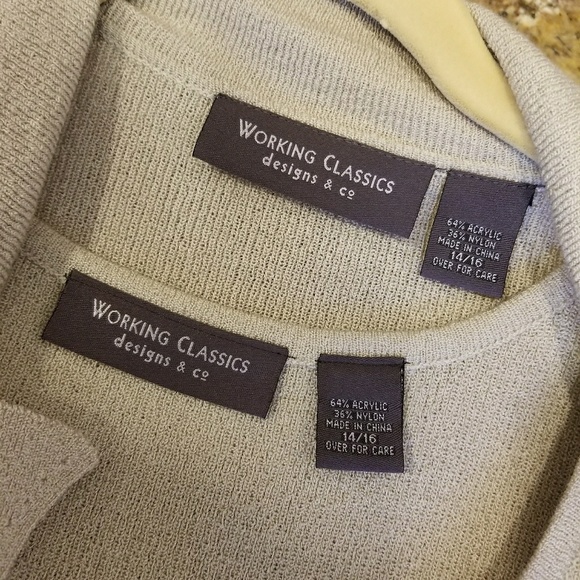 WORKING CLASSICS
designs & co
64% ACRYLIC
36% NYLON
MADE IN CHINA
14/16
OVER FOR CARE
WORKING CLASSICS
designs & co
64% ACRYLIC
36% NYLON
MADE IN CHINA
14/16
OVER FOR CARE